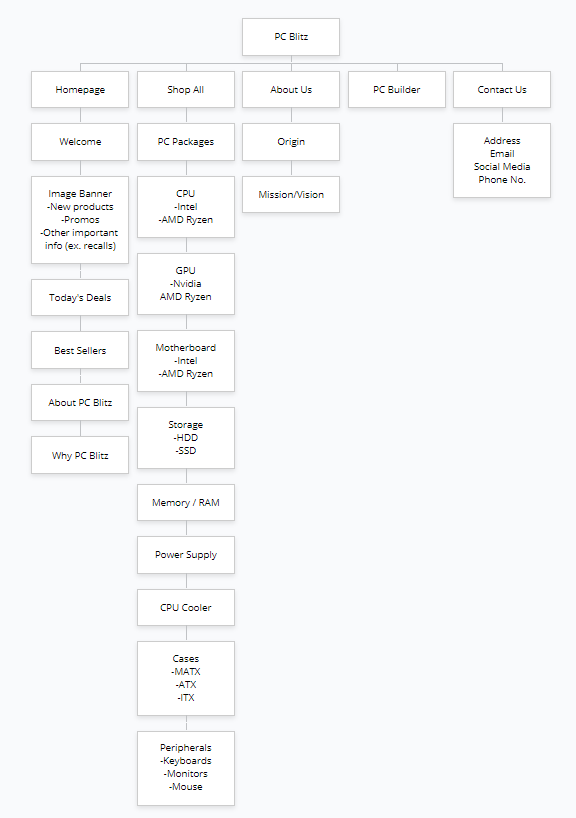 PC Blitz
Homepage
Shop All
About Us
PC Builder
Contact Us
Welcome
Image Banner
-New products
-Promos
-Other important
info (ex. recalls)
Today's Deals
Best Sellers
About PC Blitz
Why PC Blitz
PC Packages
CPU
-Intel
-AMD Ryzen
GPU
-Nvidia
AMD Ryzen
Motherboard
-Intel
-AMD Ryzen
Storage
-HDD
-SSD
Memory / RAM
Power Supply
CPU Cooler
Cases
-MATX
-ATX
-ITX
Peripherals
-Keyboards
-Monitors
-Mouse
Origin
Mission/Vision
Address
Email
Social Media
Phone No.